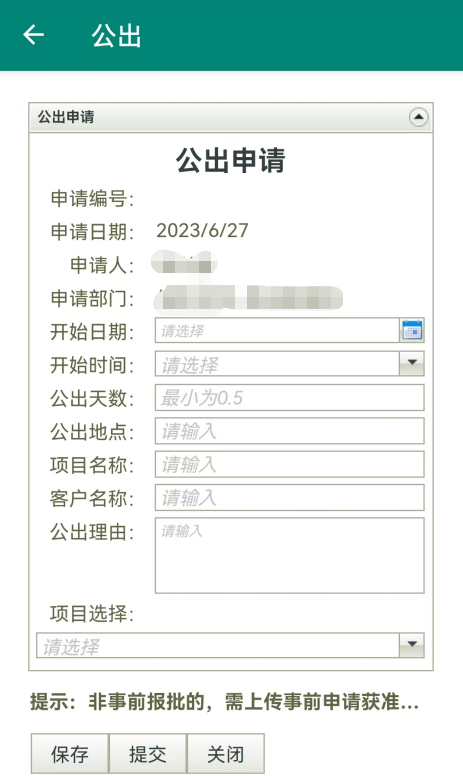 公出
公出申请
公出申请
申请编号：
申请日期： 2023/6/27
申请人：
申请部门：
开始日期： 请选择
开始时间： 请选择
公出天数： 最小为0.5
公出地点： 请输入
项目名称： 请输入
客户名称： 请输入
公出理由： 请输入
项目选择：
请选择
提示：非事前报批的，需上传事前申请获准...
保存 提交 关闭